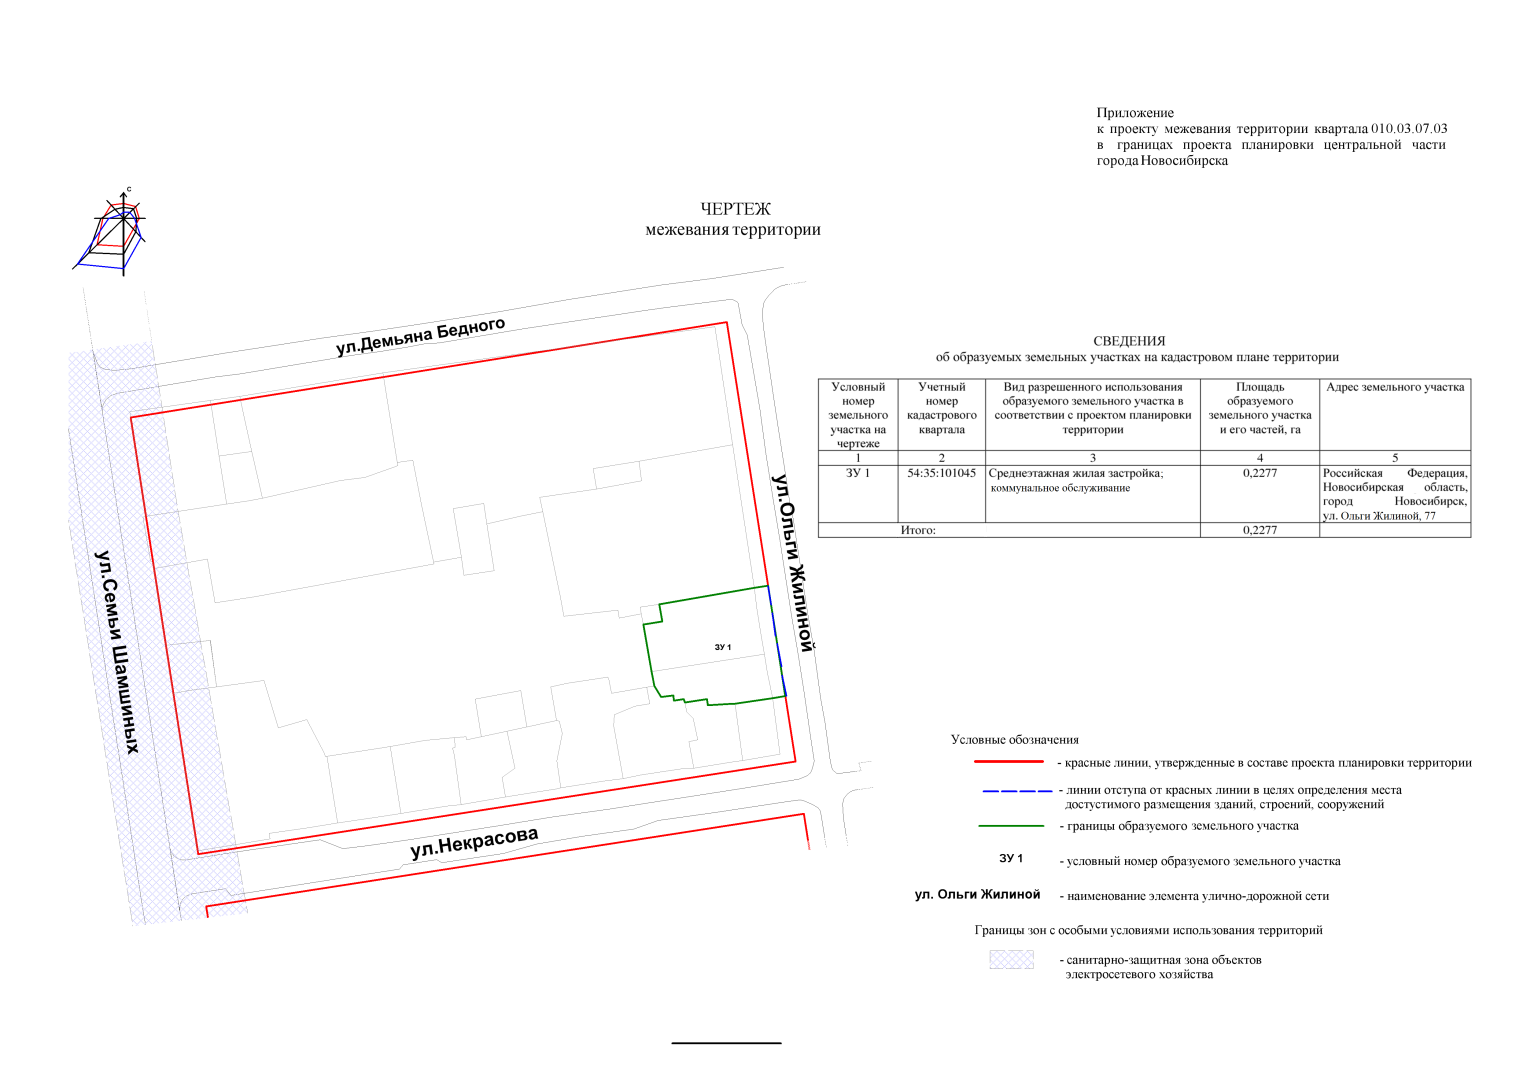 Приложение
к проекту межевания территории квартала 010.03.07.03
в границах проекта планировки центральной части
города Новосибирска
с
ЧЕРТЕЖ
межевания территории
ул.Демьяна Бедного
ул.Ольги Жилиной
ул.Семьи Шамшиных
ул.Некрасова
ЗУ 1
СВЕДЕНИЯ
об образуемых земельных участках на кадастровом плане территории
Условный
номер
земельного
участка на
чертеже
Учетный
номер
кадастрового
квартала
Вид разрешенного использования
образуемого земельного участка в
соответствии с проектом планировки
территории
Площадь
образуемого
земельного участка
и его частей, га
Адрес земельного участка
1 2 3 4 5
ЗУ 1
54:35:101045
Среднеэтажная жилая застройка;
коммунальное обслуживание
0,2277
Российская Федерация,
Новосибирская область,
город Новосибирск,
ул. Ольги Жилиной, 77
Итого: 0,2277
Условные обозначения
- красные линии, утвержденные в составе проекта планировки территории
- линии отступа от красных линии в целях определения места
достустимого размещения зданий, строений, сооружений
- границы образуемого земельного участка
ЗУ 1 - условный номер образуемого земельного участка
ул. Ольги Жилиной - наименование элемента улично-дорожной сети
Границы зон с особыми условиями использования территорий
- санитарно-защитная зона объектов
электросетевого хозяйства